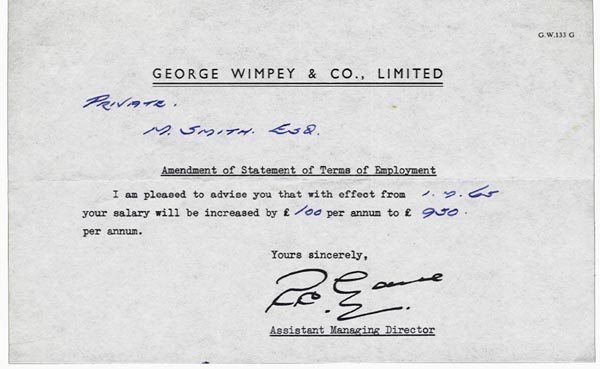 G.W.133 G
GEORGE WIMPEY & CO., LIMITED
PRIVATE.
M. SMITH. ESQ.
Amendment of Statement of Terms of Employment
I am pleased to advise you that with effect from 1. 7. 65
your salary will be increased by £ 100 per annum to £ 950.
per annum.
Yours sincerely,
Assistant Managing Director